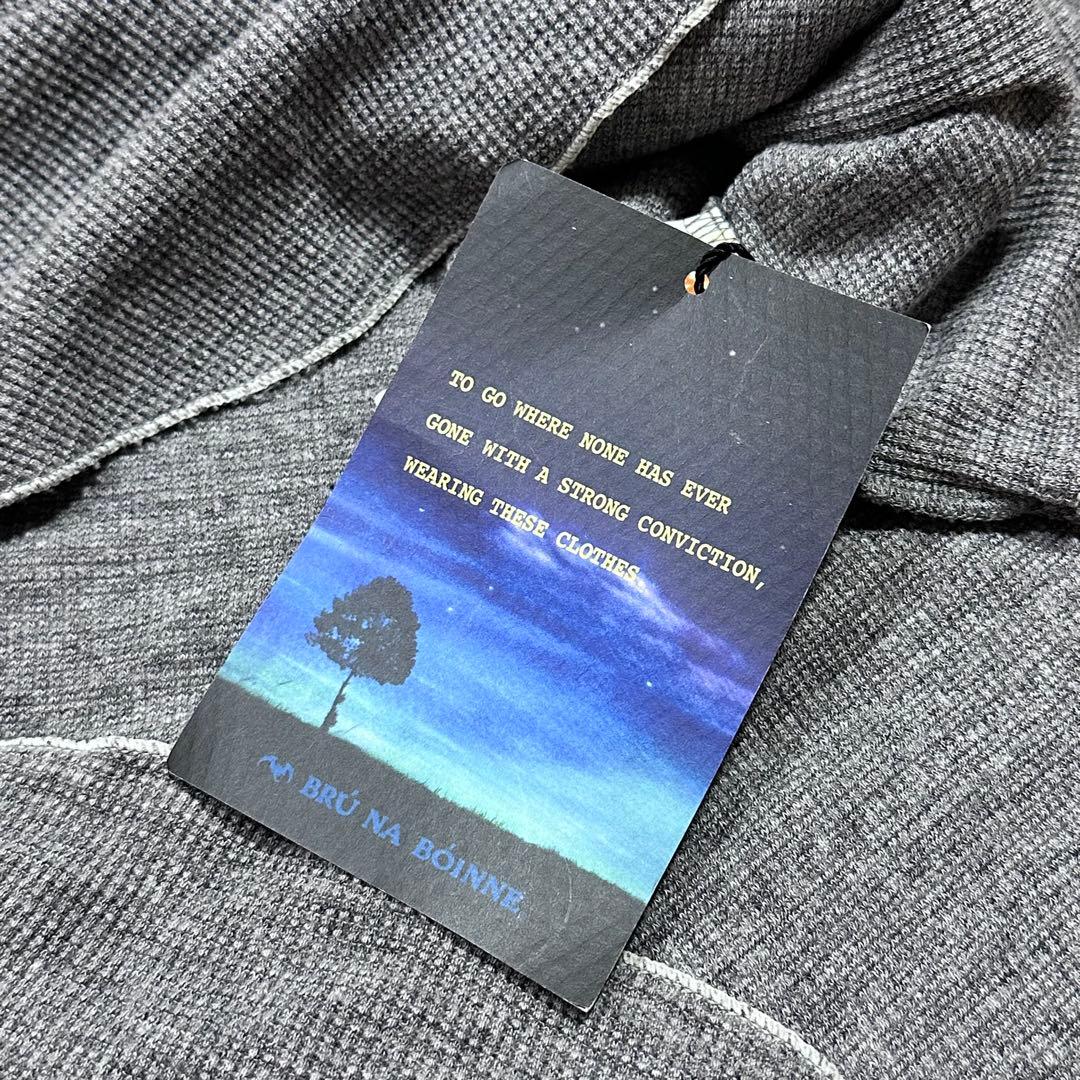 TO GO WHERE NONE HAS EVER
GONE WITH A STRONG CONVICTION,
WEARING THESE CLOTHES.
BRÚ NA BÓINNE